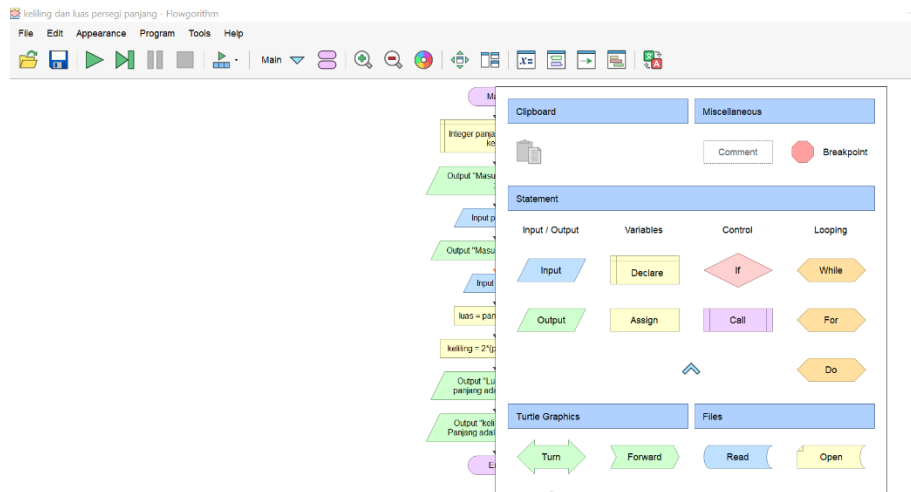 keliling dan luas persegi panjang - Flowgorithm
File Edit Appearance Program Tools Help
Main
Integer
Output "Masu
Input p
Output "Masu
Input
luas = pan
keliling = 2*(p
Output "Lu
panjang ada
Output "keli
Panjang adal
Clipboard
Miscellaneous
Comment
Breakpoint
Statement
Input / Output
Variables
Control
Looping
Input
Declare
If
While
Output
Assign
Call
For
Do
Turtle Graphics
Files
Turn
Forward
Read
Open